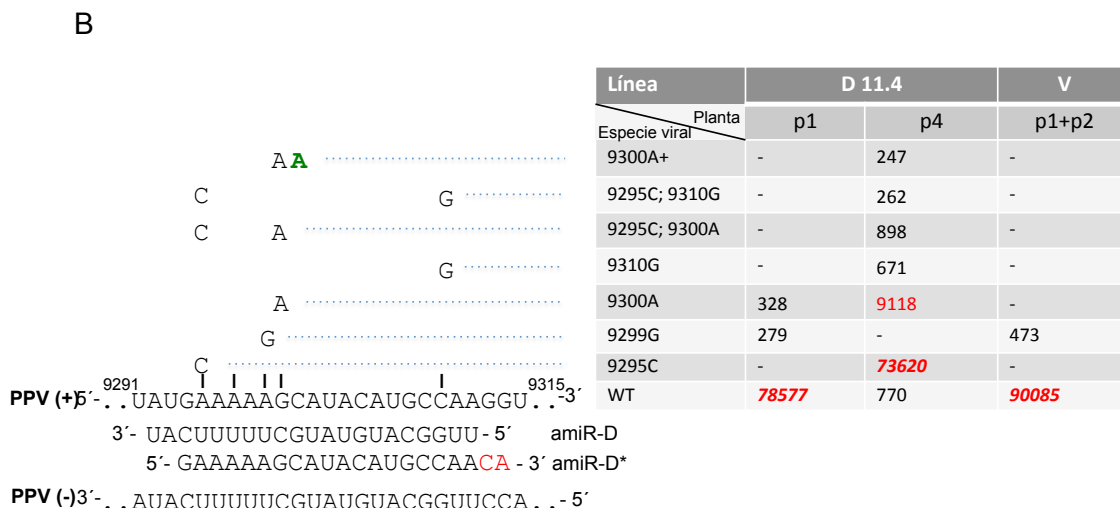 B
Línea D 11.4 V
Especie viral Planta p1 p4 p1+p2
A A 9300A+ - 247 -
C G 9295C; 9310G - 262 -
C A 9295C; 9300A - 898 -
G 9310G - 671 -
A 9300A 328 9118 -
G 9299G 279 - 473
C 9295C - 73620 -
9291 9315
PPV (+)5´-..UAUGAAAAAGCAUACAUGCCAAGGU..-3´ WT 78577 770 90085
3´- UACUUUUUCGUAUGUACGGUU- 5´ amiR-D
5´- GAAAAAGCAUACAUGCCAACA - 3´ amiR-D*
PPV (-)3´-..AUACUUUUUCGUAUGUACGGUUCCA..- 5´